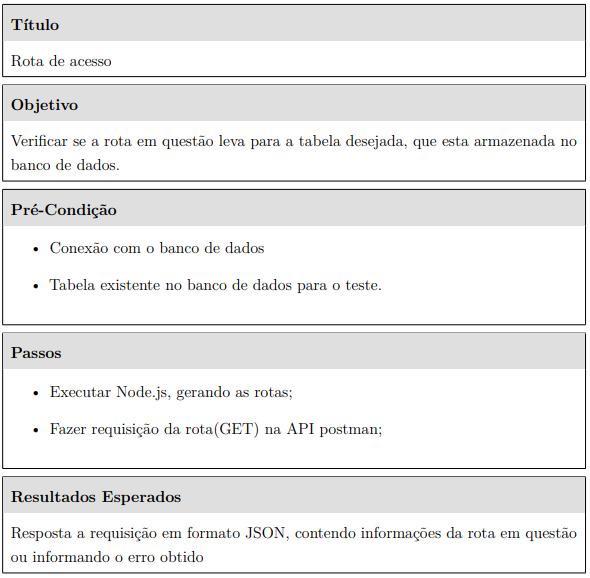 Título
Rota de acesso
Objetivo
Verificar se a rota em questão leva para a tabela desejada, que esta armazenada no
banco de dados.
Pré-Condição
• Conexão com o banco de dados
• Tabela existente no banco de dados para o teste.
Passos
• Executar Node.js, gerando as rotas;
• Fazer requisição da rota(GET) na API postman;
Resultados Esperados
Resposta a requisição em formato JSON, contendo informações da rota em questão
ou informando o erro obtido